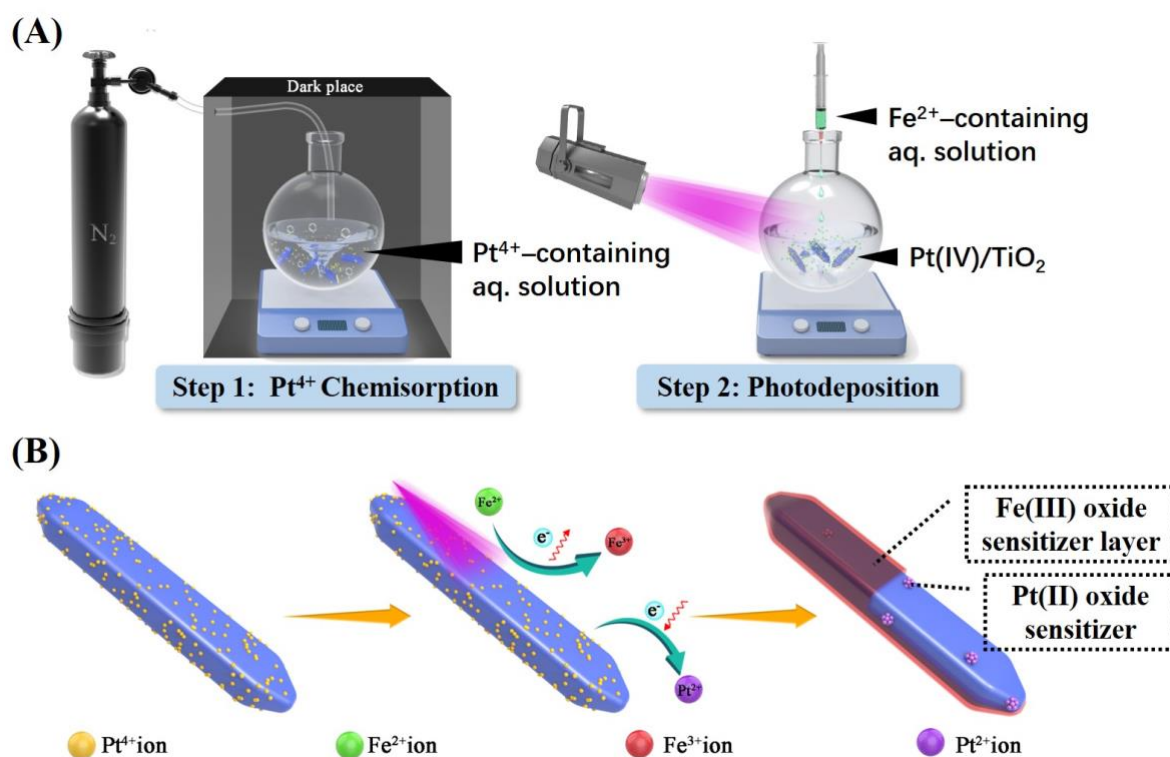 (A)
Dark place
N₂
Fe²⁺–containing
aq. solution
Pt⁴⁺–containing
aq. solution
Pt(IV)/TiO₂
Step 1: Pt⁴⁺ Chemisorption
Step 2: Photodeposition
(B)
Fe²⁺
e⁻
Fe³⁺
e⁻
Pt²⁺
Fe(III) oxide
sensitizer layer
Pt(II) oxide
sensitizer
Pt⁴⁺ion
Fe²⁺ion
Fe³⁺ion
Pt²⁺ion